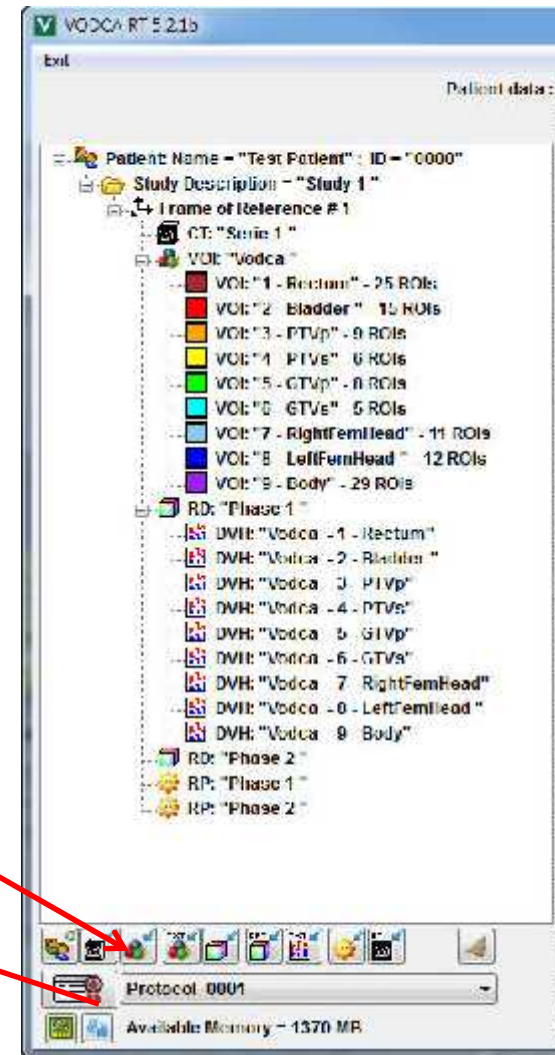 VODCA RT 5.2.1b
Exit
Patient data :
Patient: Name = "Test Patient" ; ID = "0000"
Study Description = "Study 1 "
Frame of Reference # 1
CT: "Serie 1 "
VOI: "Vodca "
VOI: "1 - Rectum" - 25 ROIs
VOI: "2 - Bladder " - 15 ROIs
VOI: "3 - PTVp" - 9 ROIs
VOI: "4 - PTVs" - 6 ROIs
VOI: "5 - GTVp" - 8 ROIs
VOI: "6 - GTVs" - 5 ROIs
VOI: "7 - RightFemHead" - 11 ROIs
VOI: "8 - LeftFemHead " - 12 ROIs
VOI: "9 - Body" - 29 ROIs
RD: "Phase 1 "
DVH: "Vodca - 1 - Rectum"
DVH: "Vodca - 2 - Bladder "
DVH: "Vodca - 3 - PTVp"
DVH: "Vodca - 4 - PTVs"
DVH: "Vodca - 5 - GTVp"
DVH: "Vodca - 6 - GTVs"
DVH: "Vodca - 7 - RightFemHead"
DVH: "Vodca - 8 - LeftFemHead "
DVH: "Vodca - 9 - Body"
RD: "Phase 2 "
RP: "Phase 1 "
RP: "Phase 2 "
Protocol 0001
Available Memory = 1370 MB